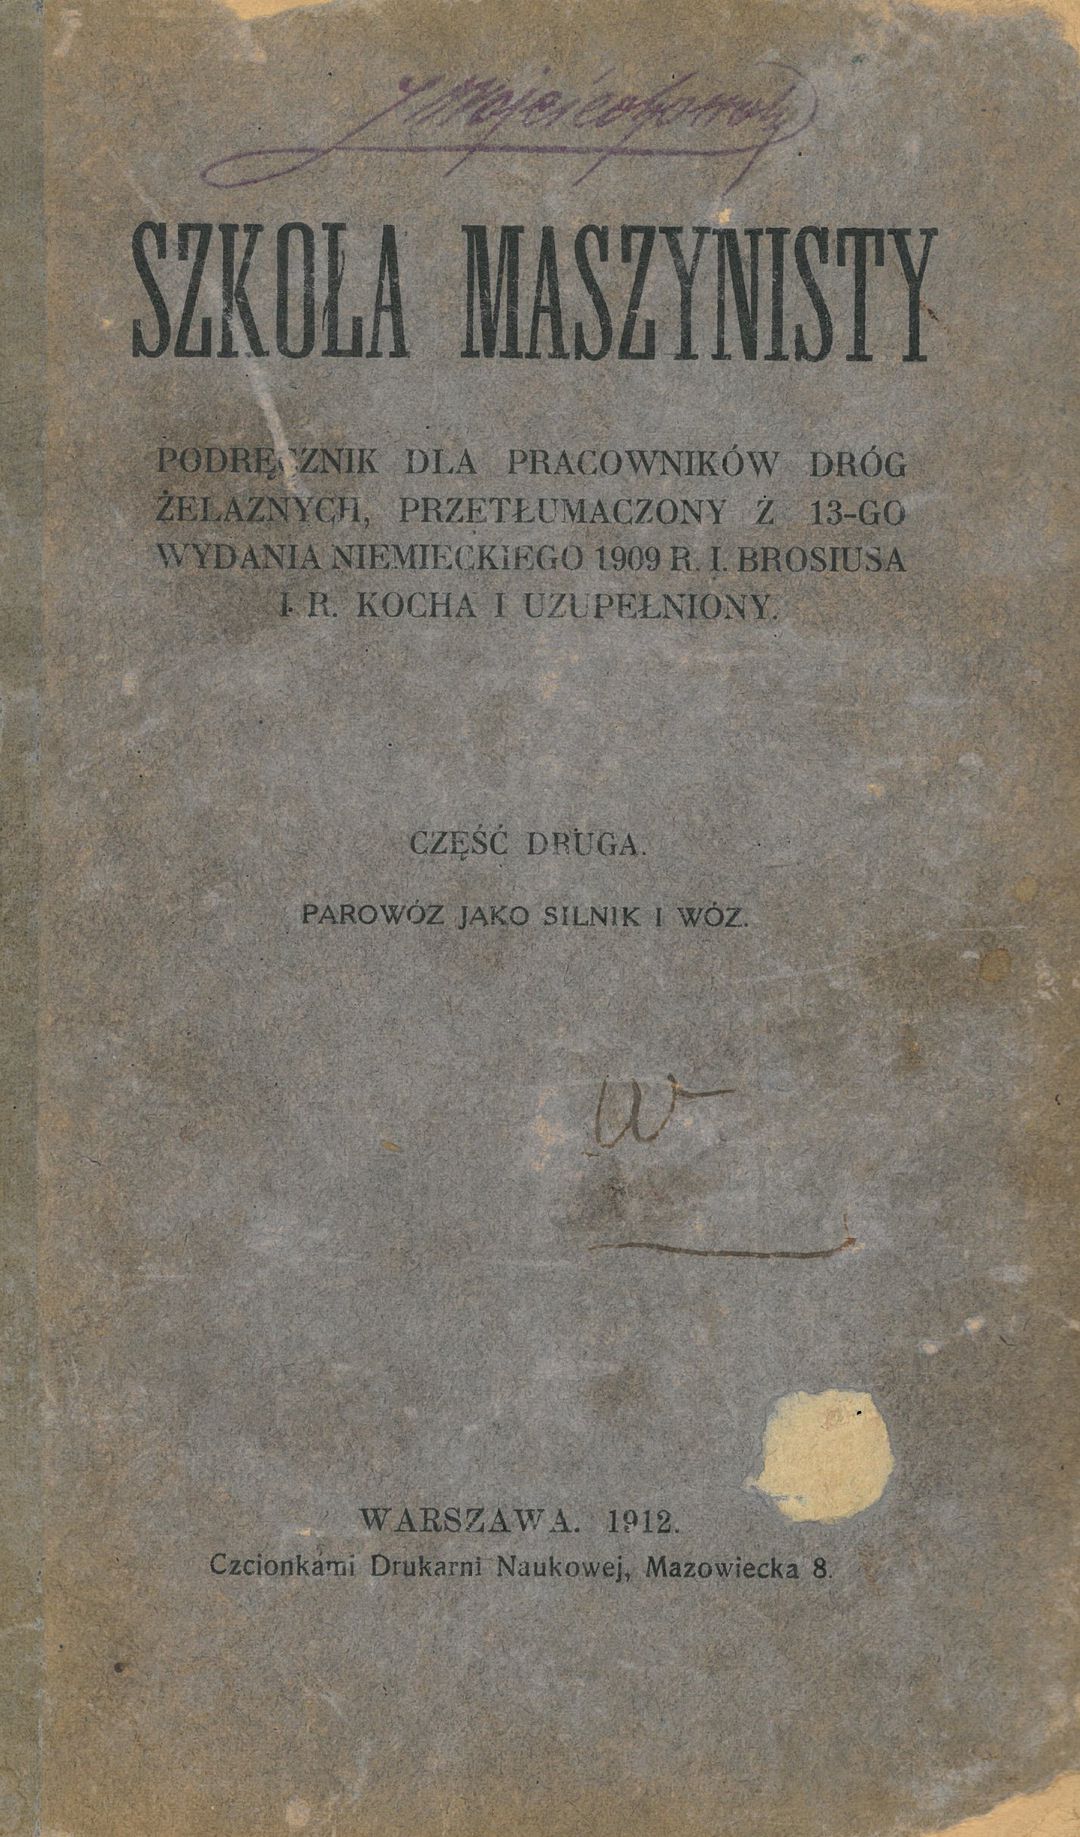 SZKOŁA MASZYNISTY
PODRĘCZNIK DLA PRACOWNIKÓW DRÓG
ŻELAZNYCH, PRZETŁUMACZONY Z 13-GO
WYDANIA NIEMIECKIEGO 1909 R. I. BROSIUSA
I R. KOCHA I UZUPEŁNIONY.
CZĘŚĆ DRUGA.
PAROWÓZ JAKO SILNIK I WÓZ.
W
WARSZAWA. 1912.
Czcionkami Drukarni Naukowej, Mazowiecka 8.